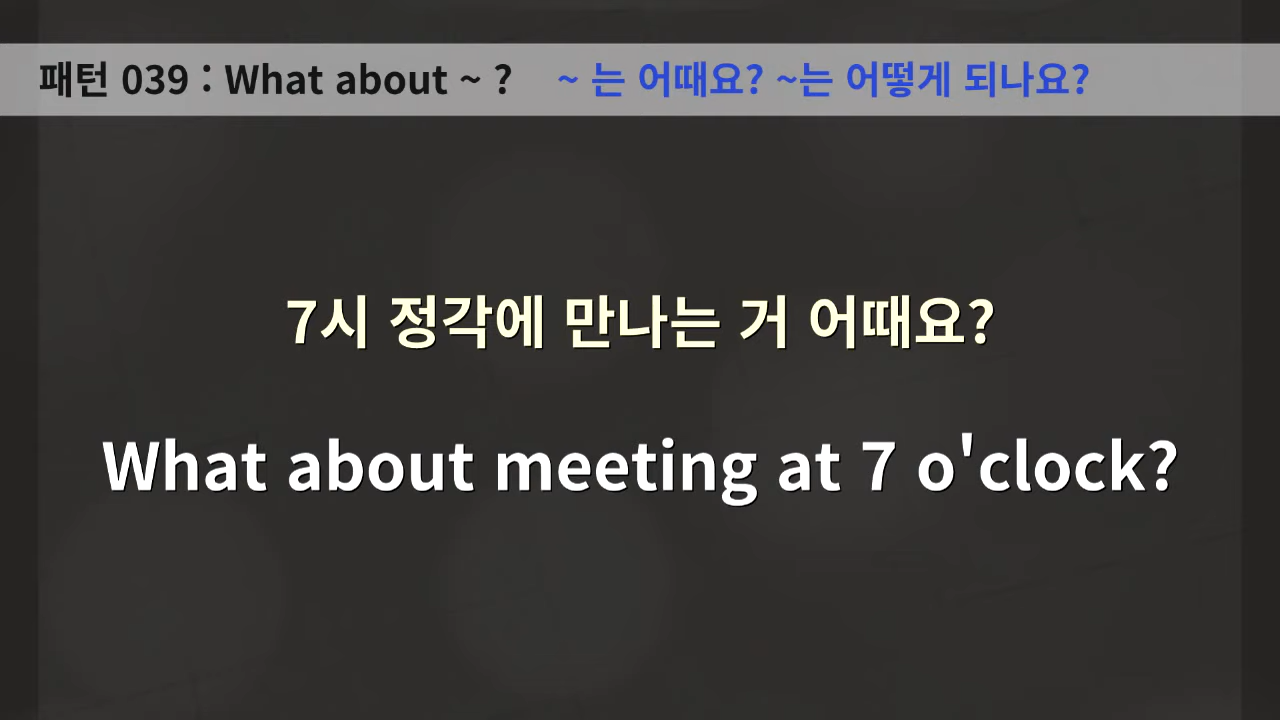 패턴 039 : What about ~ ? ~ 는 어때요? ~는 어떻게 되나요?
7시 정각에 만나는 거 어때요?
What about meeting at 7 o'clock?